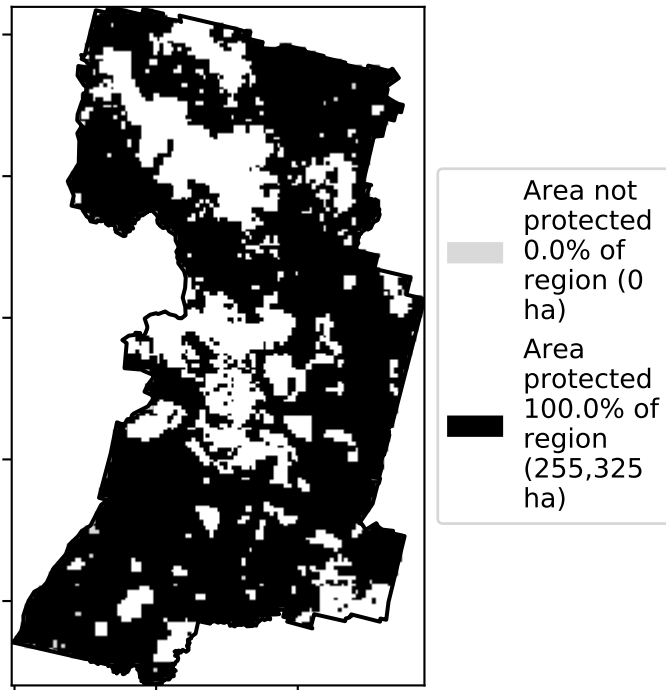 Area not
protected
0.0% of
region (0
ha)
Area
protected
100.0% of
region
(255,325
ha)